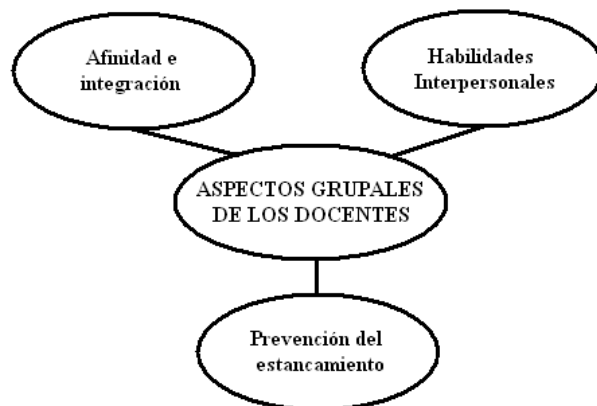 Afinidad e
integración
Habilidades
Interpersonales
ASPECTOS GRUPALES
DE LOS DOCENTES
Prevención del
estancamiento